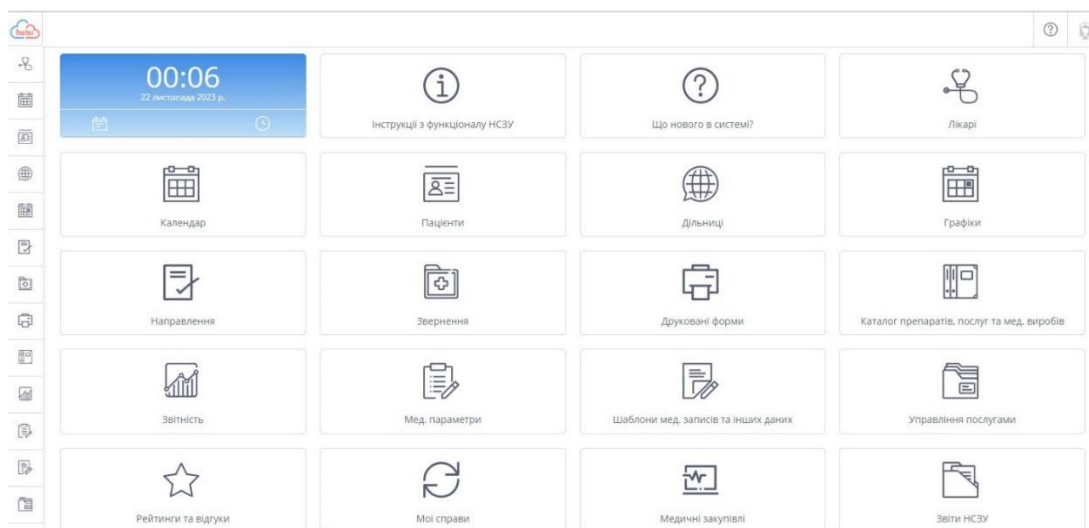 helsi
00:06
22 листопада 2023 р.
Інструкції з функціоналу НСЗУ
Що нового в системі?
Лікарі
Календар
Пацієнти
Дільниці
Графіки
Направлення
Звернення
Друковані форми
Каталог препаратів, послуг та мед. виробів
Звітність
Мед. параметри
Шаблони мед. записів та інших даних
Управління послугами
Рейтинги та відгуки
Мої справи
Медичні закупівлі
Звіти НСЗУ